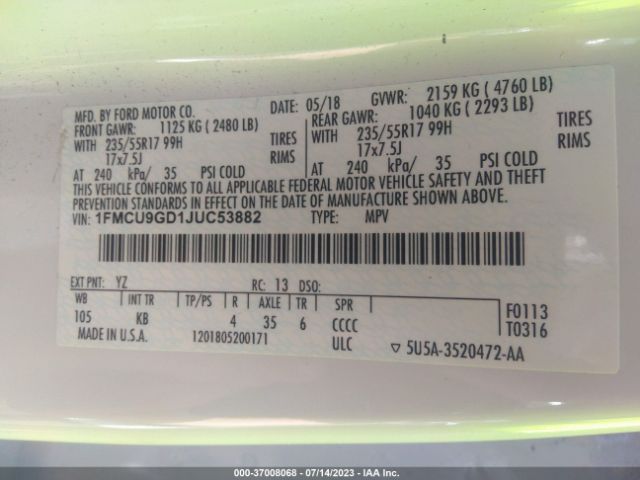 MFD. BY FORD MOTOR CO. DATE: 05/18 GVWR: 2159 KG ( 4760 LB)
FRONT GAWR: 1125 KG ( 2480 LB) REAR GAWR: 1040 KG ( 2293 LB)
WITH 235/55R17 99H TIRES WITH 235/55R17 99H TIRES
17x7.5J RIMS 17x7.5J RIMS
AT 240 kPa/ 35 PSI COLD AT 240 kPa/ 35 PSI COLD
THIS VEHICLE CONFORMS TO ALL APPLICABLE FEDERAL MOTOR VEHICLE SAFETY AND THEFT
PREVENTION STANDARDS IN EFFECT ON THE DATE OF MANUFACTURE SHOWN ABOVE.
VIN: 1FMCU9GD1JUC53882 TYPE: MPV
EXT PNT: YZ RC: 13 DSO:
WB INT TR TP/PS R AXLE TR SPR F0113
105 KB 4 35 6 CCCC T0316
MADE IN U.S.A. 1201805200171 ULC ▽ 5U5A-3520472-AA
000-37008068 - 07/14/2023 - IAA Inc.